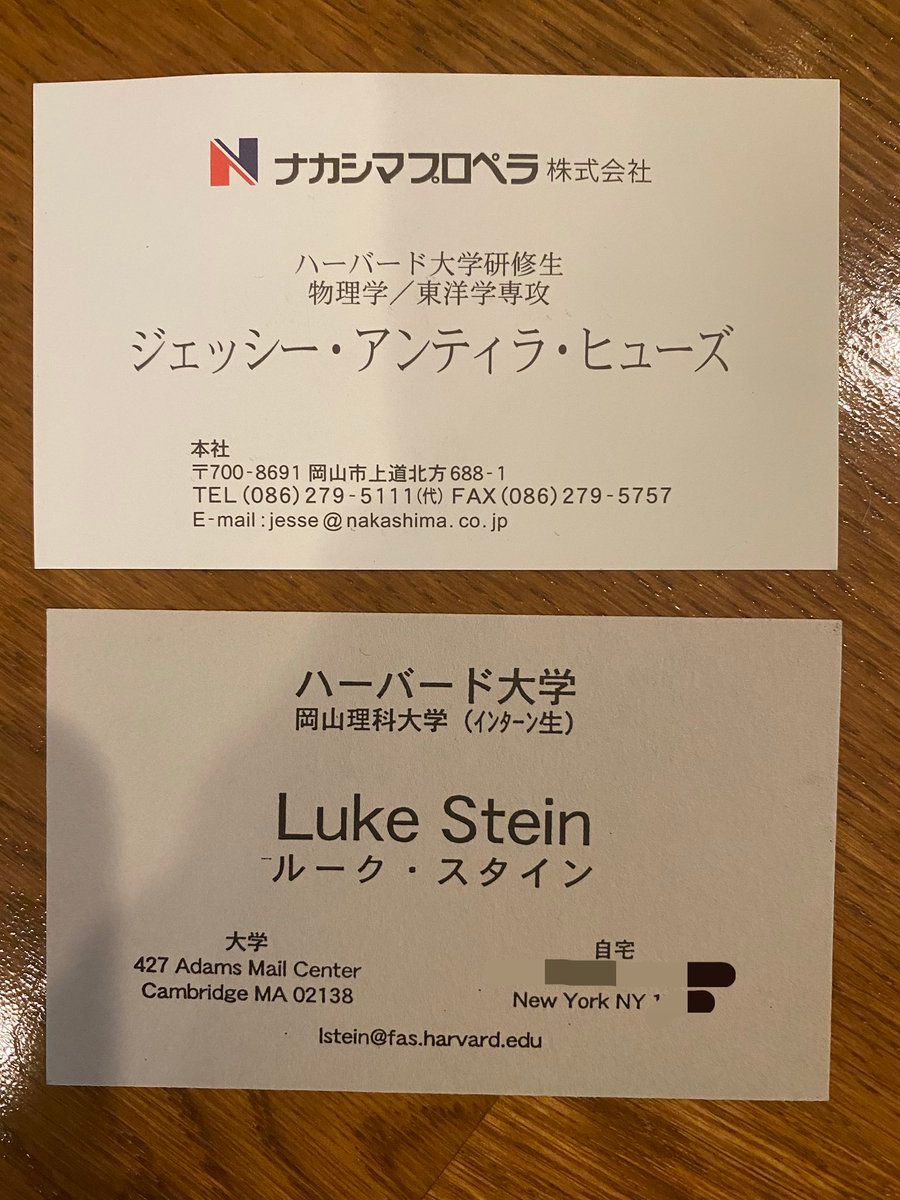 N ナカシマプロペラ 株式会社
ハーバード大学研修生
物理学／東洋学専攻
ジェッシー・アンティラ・ヒューズ
本社
〒700-8691 岡山市上道北方688-1
TEL(086)279-5111(代) FAX(086)279-5757
E-mail:jesse@nakashima.co.jp
ハーバード大学
岡山理科大学 (ｲﾝﾀｰﾝ生)
Luke Stein
ルーク・スタイン
大学
427 Adams Mail Center
Cambridge MA 02138
自宅
New York NY
lstein@fas.harvard.edu